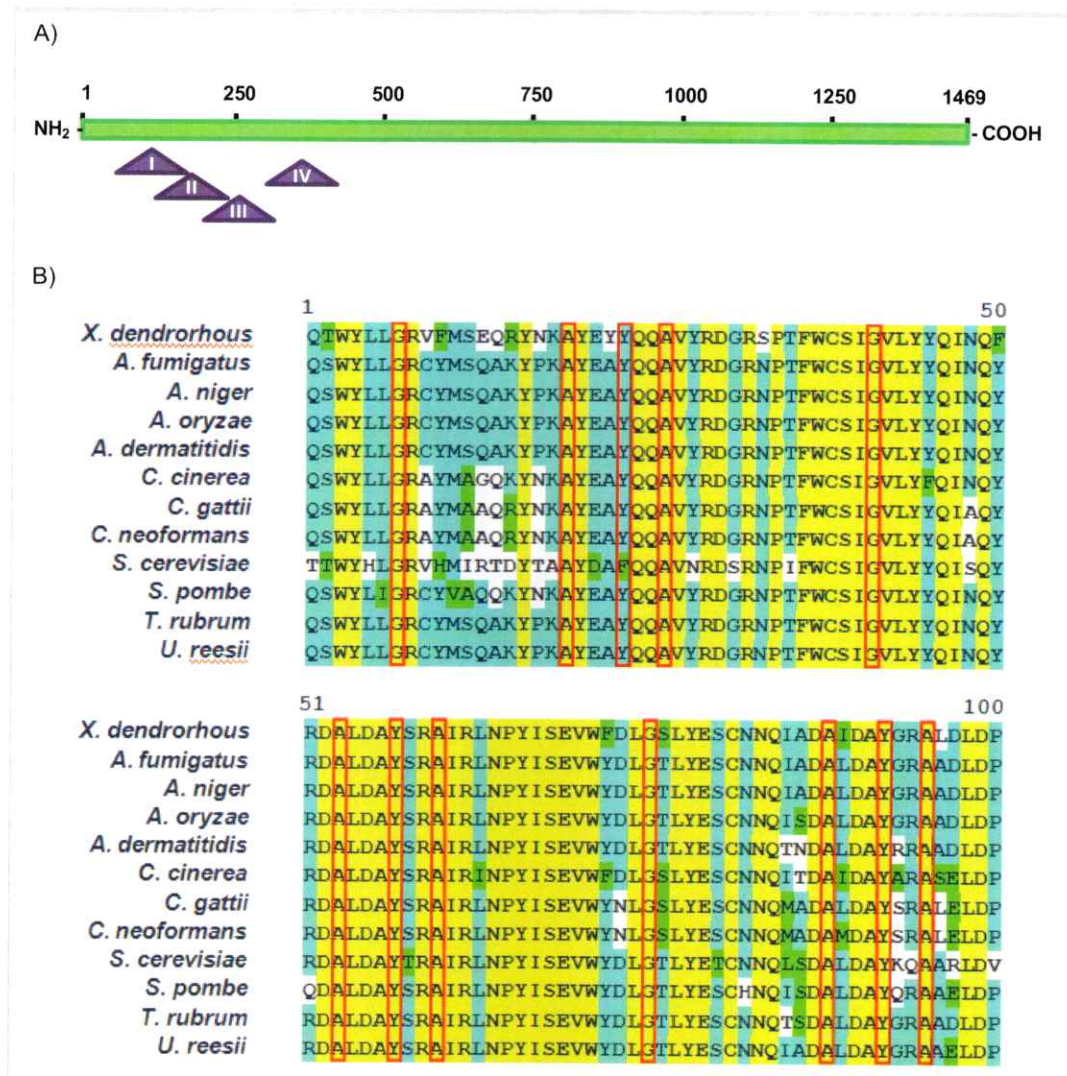 A)
1 250 500 750 1000 1250 1469
NH2 COOH
I
II
III
IV
B)
1 50
X. dendrorhous QTWYLLGRVFMSEQRYNKAYEYYQQAVYRDGRSPTFWCSIGVLYYQINQF
A. fumigatus QSWYLLGRCYMSQAKYPKAYEAYQQAVYRDGRNPTFWCSIGVLYYQINQY
A. niger QSWYLLGRCYMSQAKYPKAYEAYQQAVYRDGRNPTFWCSIGVLYYQINQY
A. oryzae QSWYLLGRCYMSQAKYPKAYEAYQQAVYRDGRNPTFWCSIGVLYYQINQY
A. dermatitidis QSWYLLGRCYMSQAKYPKAYEAYQQAVYRDGRNPTFWCSIGVLYYQINQY
C. cinerea QSWYLLGRAYMAGQKYNKAYEAYQQAVYRDGRNPTFWCSIGVLYFQINQY
C. gattii QSWYLLGRAYMAAQRYNKAYEAYQQAVYRDGRNPTFWCSIGVLYYQIAQY
C. neoformans QSWYLLGRAYMAAQRYNKAYEAYQQAVYRDGRNPTFWCSIGVLYYQIAQY
S. cerevisiae TTWYHLGRVHMIRTDYTAAYDAFQQAVNRDSRNPIFWCSIGVLYYQISQY
S. pombe QSWYLIGRCYVAQQKYNKAYEAYQQAVYRDGRNPTFWCSIGVLYYQINQY
T. rubrum QSWYLLGRCYMSQAKYPKAYEAYQQAVYRDGRNPTFWCSIGVLYYQINQY
U. reesii QSWYLLGRCYMSQAKYPKAYEAYQQAVYRDGRNPTFWCSIGVLYYQINQY
51 100
X. dendrorhous RDALDAYSRAIRLNPYISEVWFDLGSLYESCNNQIADAIDAYGRALDLDP
A. fumigatus RDALDAYSRAIRLNPYISEVWYDLGTLYESCNNQIADALDAYGRAADLDP
A. niger RDALDAYSRAIRLNPYISEVWYDLGTLYESCNNQIADALDAYGRAADLDP
A. oryzae RDALDAYSRAIRLNPYISEVWYDLGTLYESCNNQISDALDAYGRAADLDP
A. dermatitidis RDALDAYSRAIRLNPYISEVWYDLGTLYESCNNQTNDALDAYRRAADLDP
C. cinerea RDALDAYSRAIRINPYISEVWFDLGSLYESCNNQITDAIDAYARASELDP
C. gattii RDALDAYSRAIRLNPYISEVWYNLGSLYESCNNQMADALDAYSRALELDP
C. neoformans RDALDAYSRAIRLNPYISEVWYNLGSLYESCNNQMADAMDAYSRALELDP
S. cerevisiae RDALDAYTRAIRLNPYISEVWYDLGTLYETCNNQLSDALDAYKQAARLDV
S. pombe QDALDAYSRAIRLNPYISEVWYDLGTLYESCHNQISDALDAYQRAAELDP
T. rubrum RDALDAYSRAIRLNPYISEVWYDLGTLYESCNNQTSDALDAYGRAADLDP
U. reesii RDALDAYSRAIRLNPYISEVWYDLGTLYESCNNQIADALDAYGRAAELDP